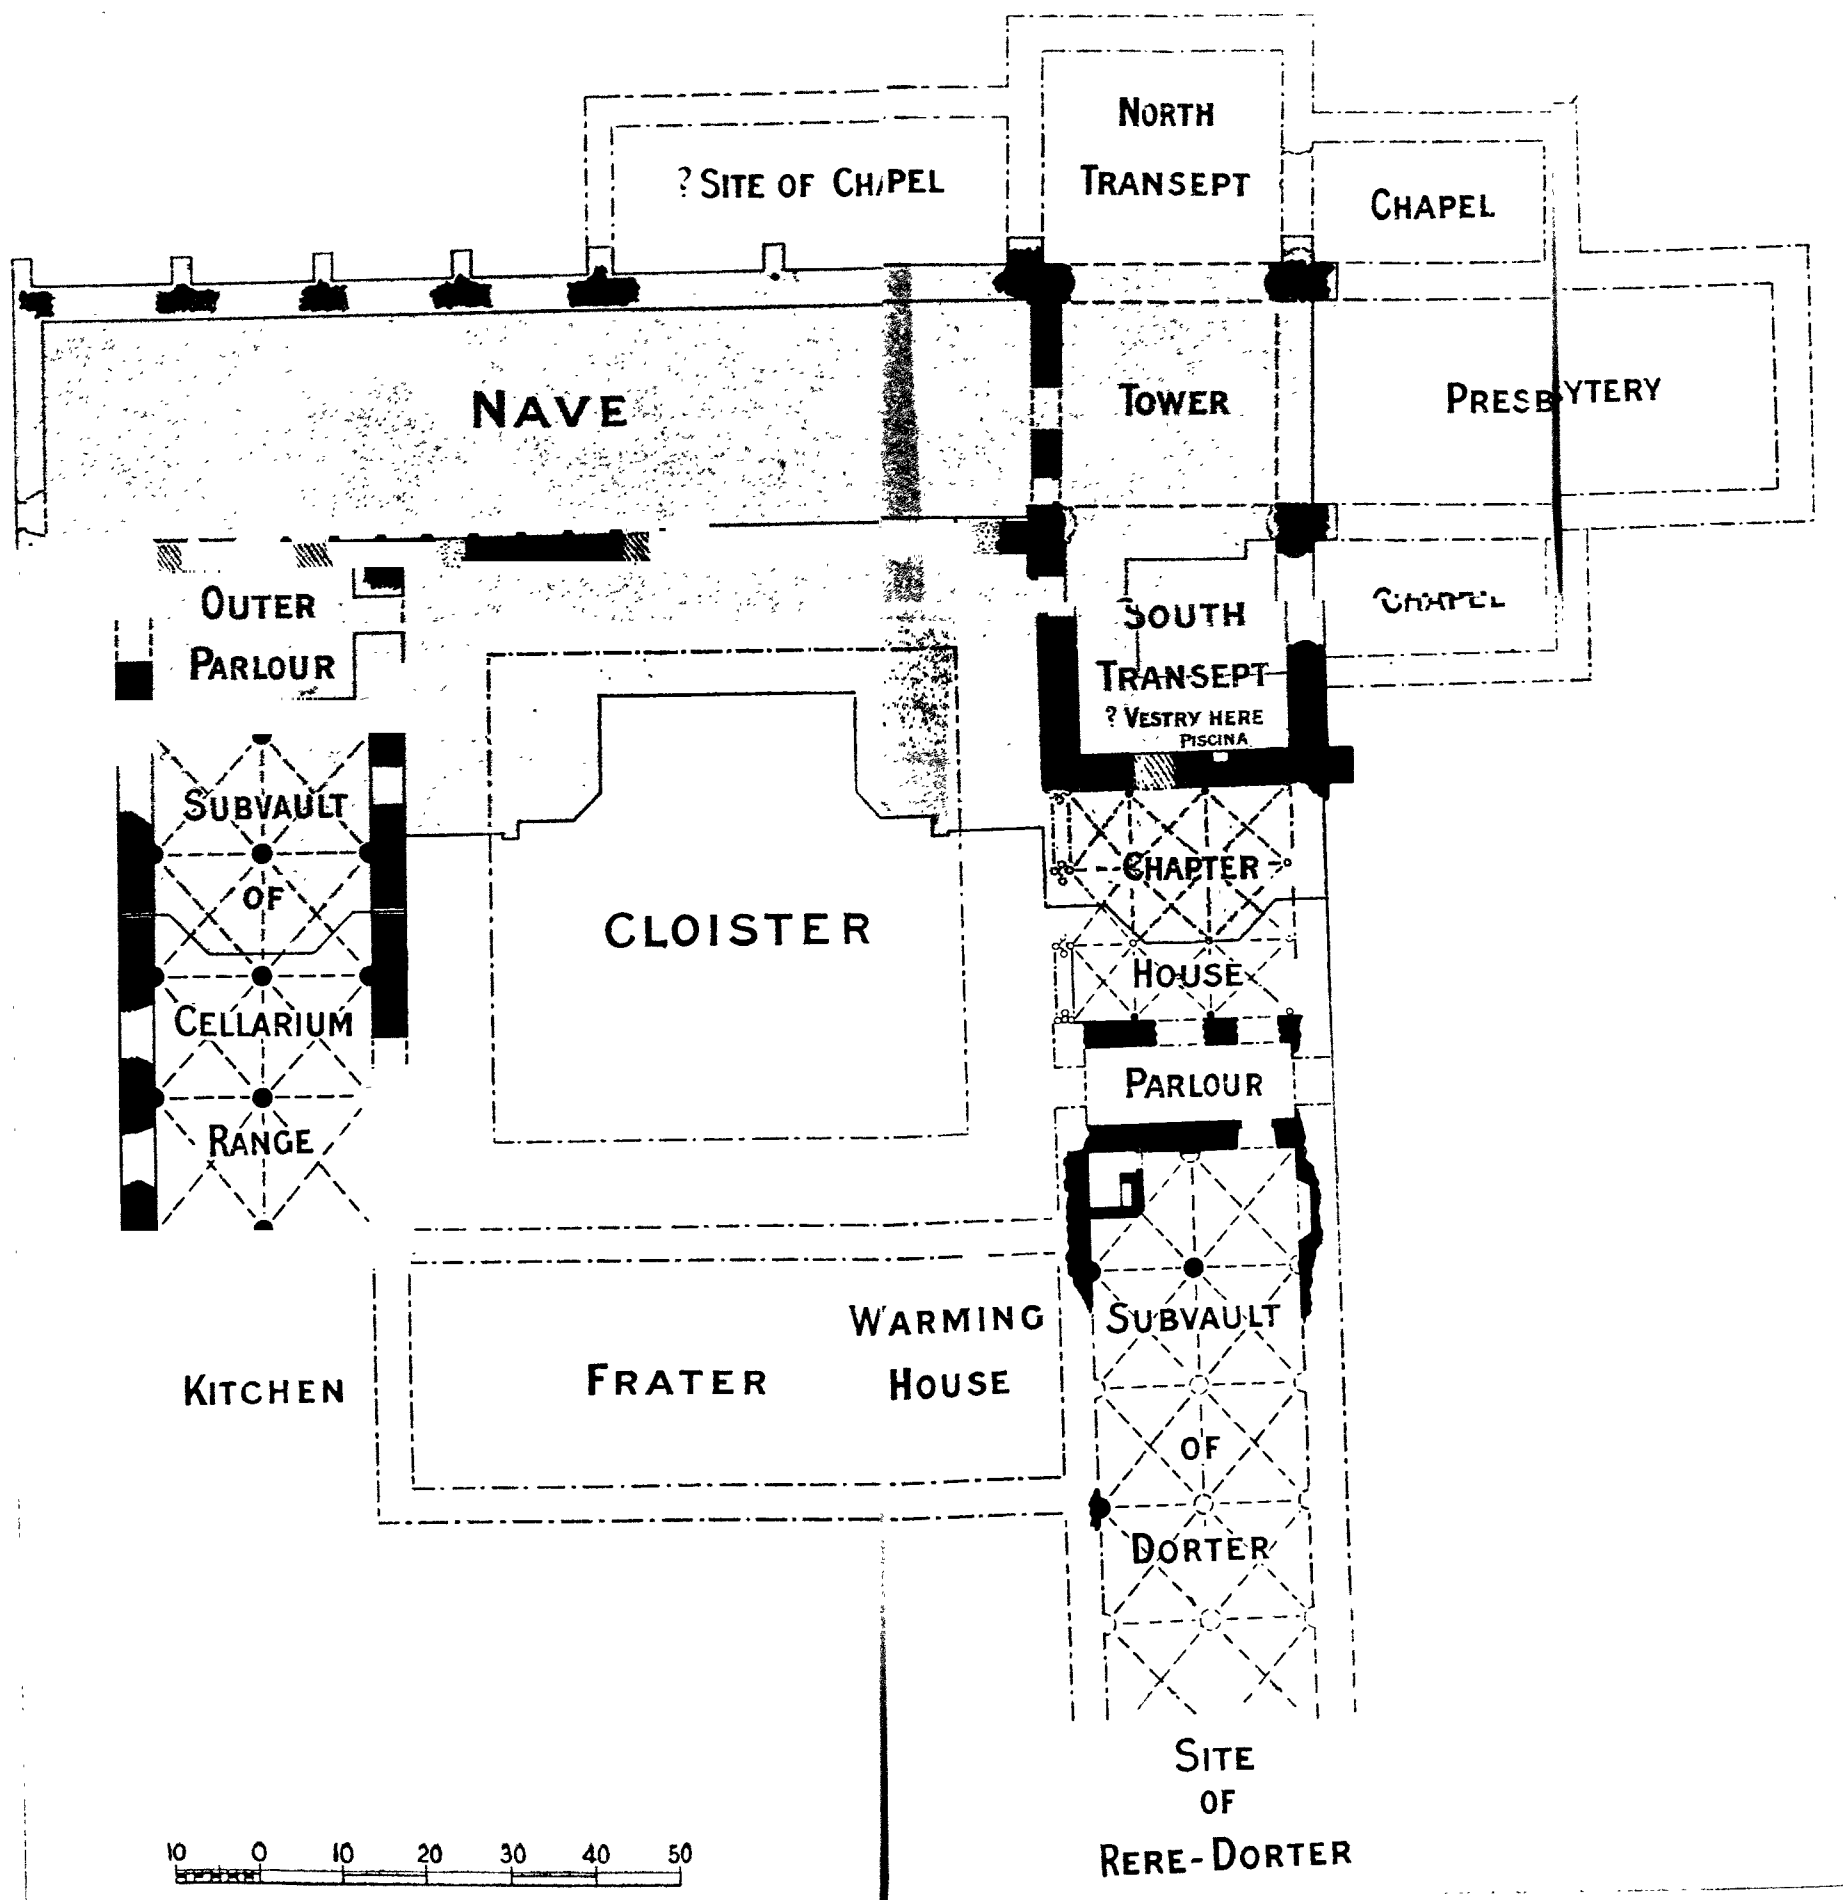 NORTH
TRANSEPT
? SITE OF CHAPEL
CHAPEL
NAVE
TOWER
PRESBYTERY
OUTER
PARLOUR
SOUTH
TRANSEPT
? VESTRY HERE
PISCINA
CHAPEL
SUBVAULT
OF
CELLARIUM
RANGE
CLOISTER
CHAPTER
HOUSE
PARLOUR
KITCHEN
FRATER
WARMING
HOUSE
SUBVAULT
OF
DORTER
SITE
OF
RERE-DORTER
10 0 10 20 30 40 50